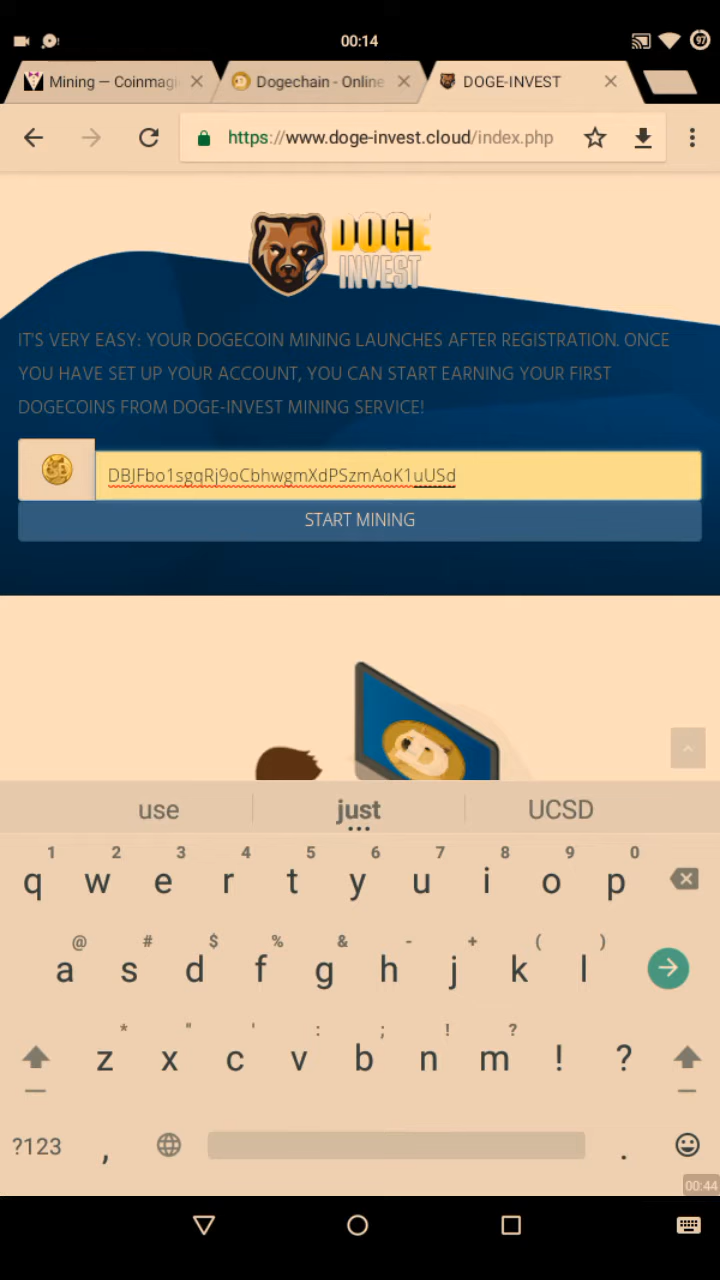 00:14
97
Mining — Coinmagi
Dogechain - Online
DOGE-INVEST
https://www.doge-invest.cloud/index.php
DOGE
INVEST
IT'S VERY EASY: YOUR DOGECOIN MINING LAUNCHES AFTER REGISTRATION. ONCE
YOU HAVE SET UP YOUR ACCOUNT, YOU CAN START EARNING YOUR FIRST
DOGECOINS FROM DOGE-INVEST MINING SERVICE!
DBJFbo1sgqRj9oCbhwgmXdPSzmAoK1uUSd
START MINING
use just UCSD
1 2 3 4 5 6 7 8 9 0
q w e r t y u i o p
@ # $ % & - + ( )
a s d f g h j k l
* " ' : ; ! ?
z x c v b n m ! ?
?123 , .
00:44